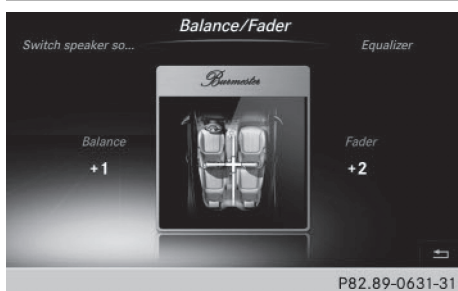 Balance/Fader
Switch speaker so...
Equalizer
Burmester
Balance
Fader
+1
+2
P82.89-0631-31